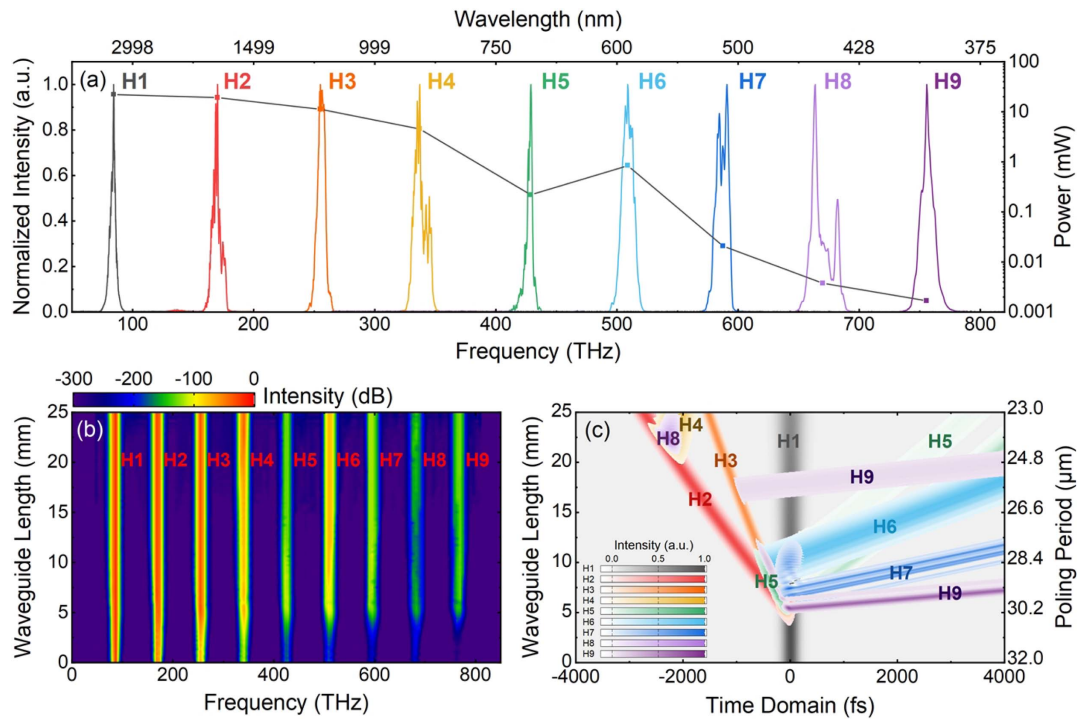 Wavelength (nm)
2998 1499 999 750 600 500 428 375
(a) H1 H2 H3 H4 H5 H6 H7 H8 H9
Normalized Intensity (a.u.)
1.0
0.8
0.6
0.4
0.2
0.0
100
10
1
0.1
0.01
0.001
Power (mW)
100 200 300 400 500 600 700 800
Frequency (THz)
-300 -200 -100 0
Intensity (dB)
(b)
Waveguide Length (mm)
25
20
15
10
5
0
H1 H2 H3 H4 H5 H6 H7 H8 H9
0 200 400 600 800
Frequency (THz)
(c)
Waveguide Length (mm)
25
20
15
10
5
0
H8 H4 H1 H5
H3
H9
H2
H6
H5
H7
H9
Intensity (a.u.)
0.0 0.5 1.0
H1
H2
H3
H4
H5
H6
H7
H8
H9
23.0
24.8
26.6
28.4
30.2
32.0
Poling Period (μm)
-4000 -2000 0 2000 4000
Time Domain (fs)